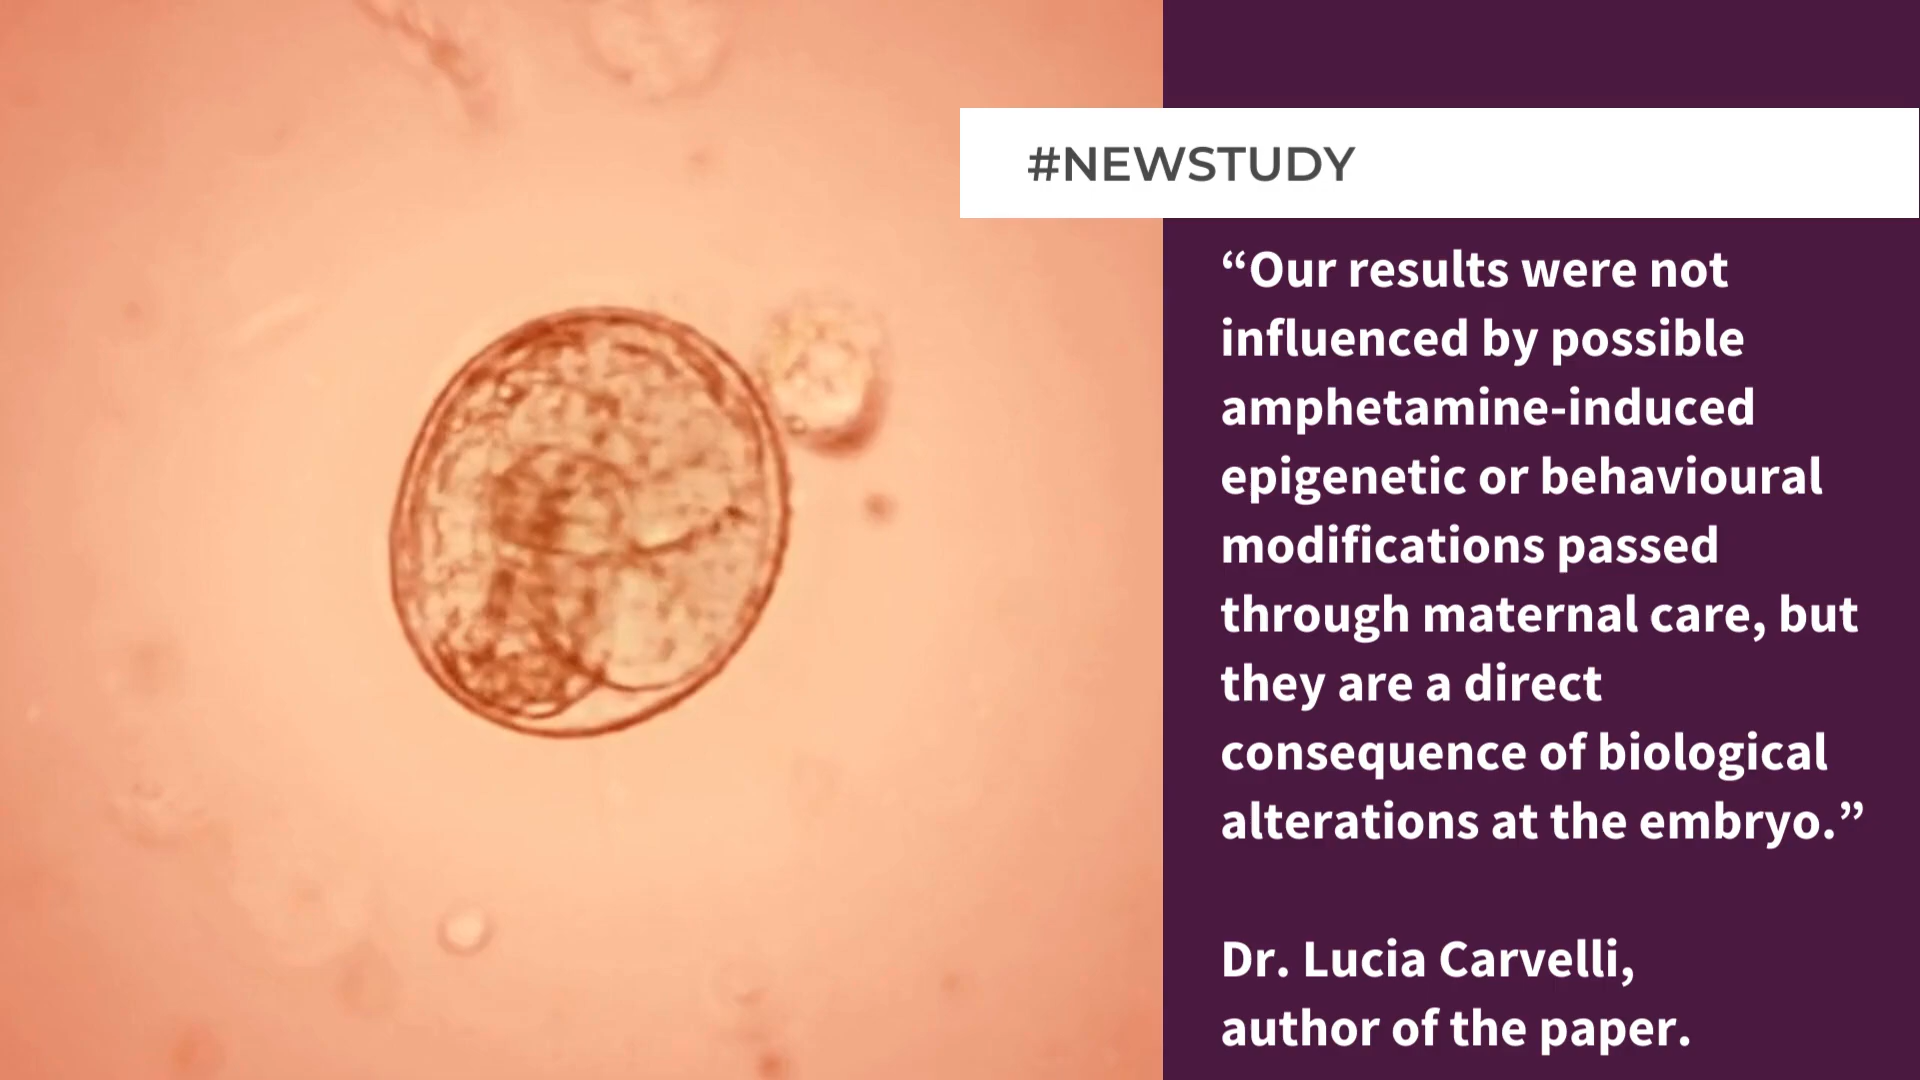 #NEWSTUDY
“Our results were not
influenced by possible
amphetamine-induced
epigenetic or behavioural
modifications passed
through maternal care, but
they are a direct
consequence of biological
alterations at the embryo.”
Dr. Lucia Carvelli,
author of the paper.